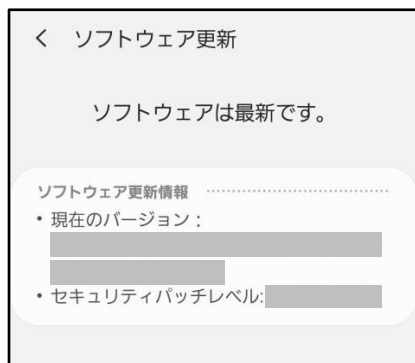 ソフトウェア更新
ソフトウェアは最新です。
ソフトウェア更新情報
• 現在のバージョン :
• セキュリティパッチレベル: